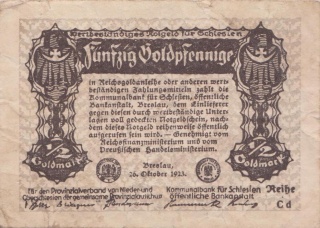 Wertbeständiges Notgeld für Schlesien
Fünfzig Goldpfennige
in Reichsgoldanleihe oder anderen wert-
beständigen Zahlungsmitteln zahlt die
Kommunalbank für Schlesien, öffentliche
Bankanstalt, Breslau, dem Einlieferer
gegen diesen durch wertbeständige Unter-
lagen voll gedeckten Notgeldschein, nach-
dem dieses Notgeld reihenweise öffentlich
aufgerufen sein wird. — Genehmigt vom
Reichsfinanzministerium und vom
Preußischen Handelsministerium.
1/2 Goldmark
1/2 Goldmark
Breslau,
26. Oktober 1923.
Für den Provinzialverband von Nieder- und
Oberschlesien der gemeinsame Provinzialausschuß
Kommunalbank für Schlesien
öffentliche Bankanstalt
Reihe
Cd